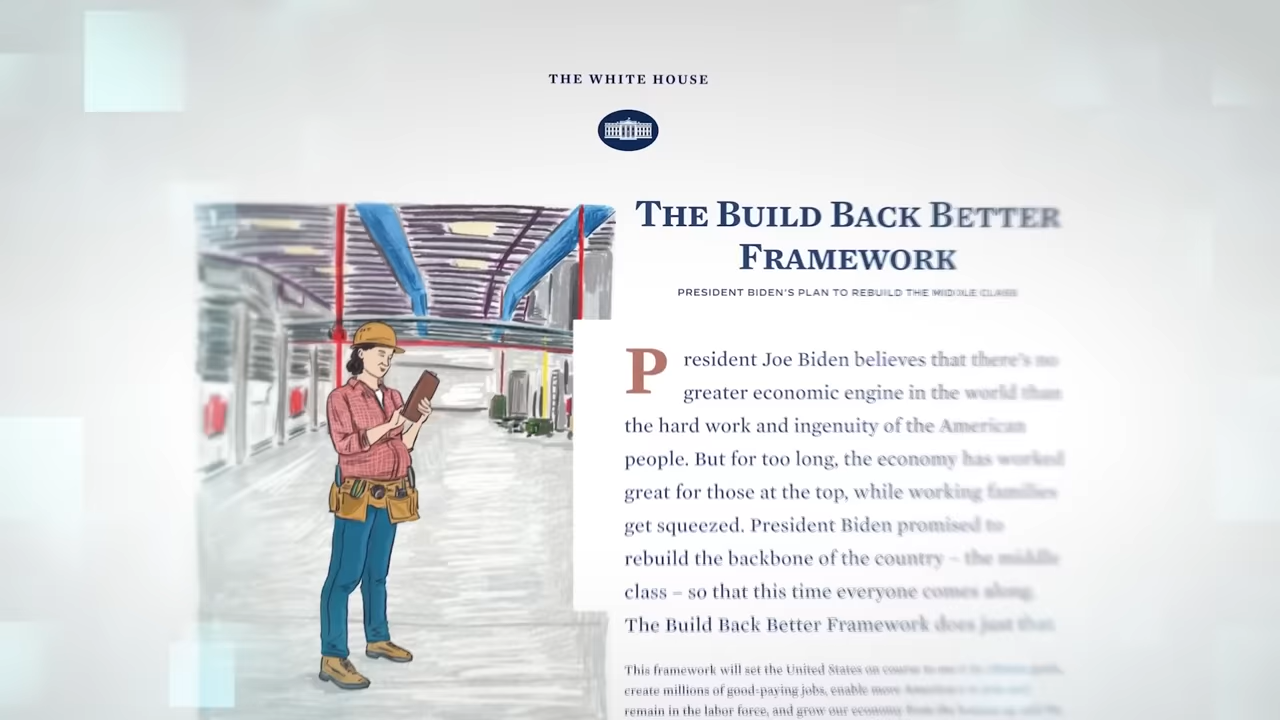 THE WHITE HOUSE
THE BUILD BACK BETTER
FRAMEWORK
PRESIDENT BIDEN'S PLAN TO REBUILD THE MIDDLE CLASS
President Joe Biden believes that there's no
greater economic engine in the world than
the hard work and ingenuity of the American
people. But for too long, the economy has worked
great for those at the top, while working families
get squeezed. President Biden promised to
rebuild the backbone of the country – the middle
class – so that this time everyone comes along.
The Build Back Better Framework does just that.
This framework will set the United States on course to
create millions of good-paying jobs, enable more
remain in the labor force, and grow our economy from the